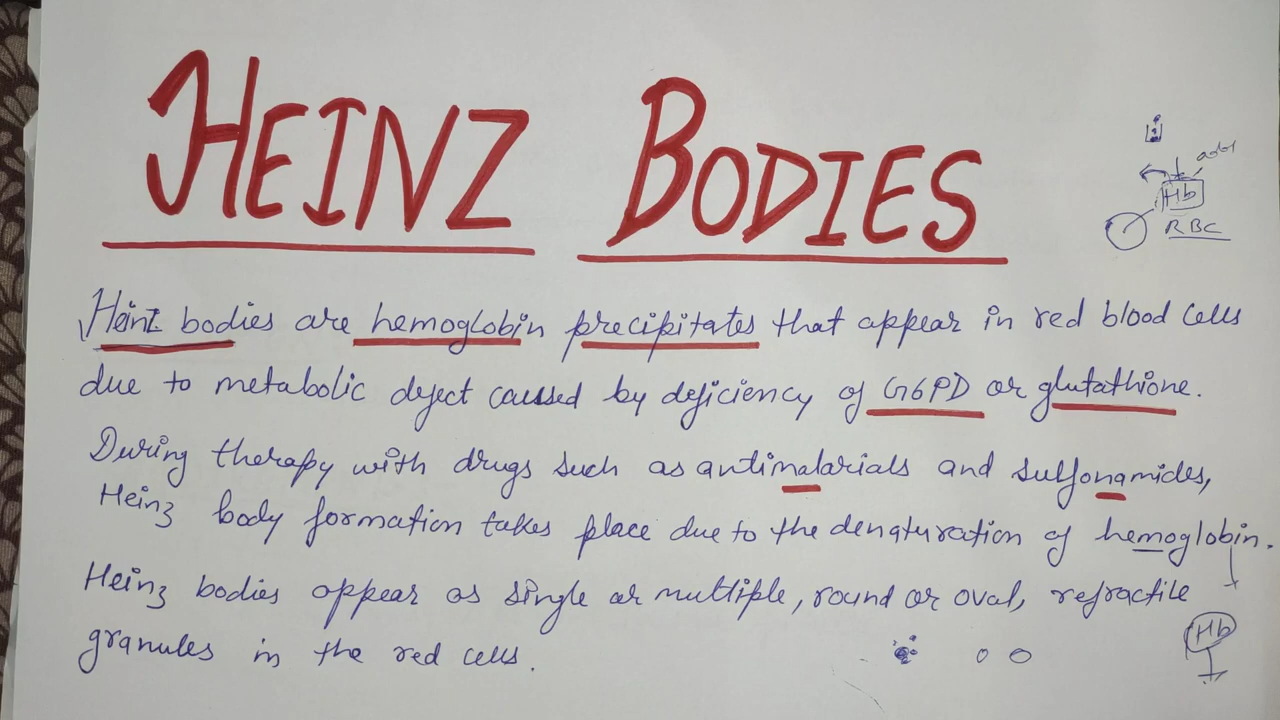 HEINZ BODIES
Hb
RBC
Heinz bodies are hemoglobin precipitates that appear in red blood cells
due to metabolic defect caused by deficiency of G6PD or glutathione.
During therapy with drugs such as antimalarials and sulfonamides,
Heinz body formation takes place due to the denaturation of hemoglobin.
Heinz bodies appear as single or multiple, round or oval, refractile
granules in the red cells.
Hb